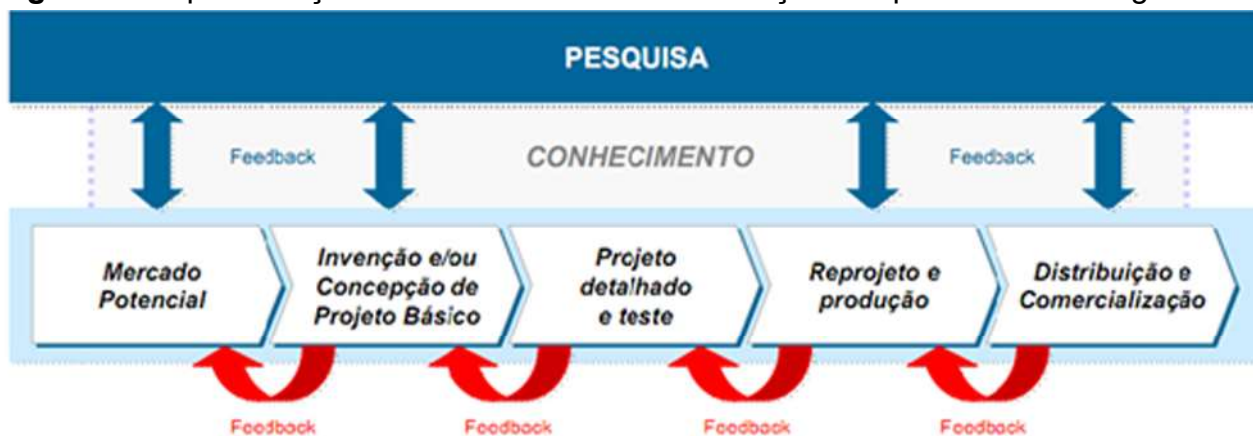 PESQUISA
Feedback
CONHECIMENTO
Feedback
Mercado
Potencial
Invenção e/ou
Concepção de
Projeto Básico
Projeto
detalhado
e teste
Reprojeto e
produção
Distribuição e
Comercialização
Feedback
Feedback
Feedback
Feedback